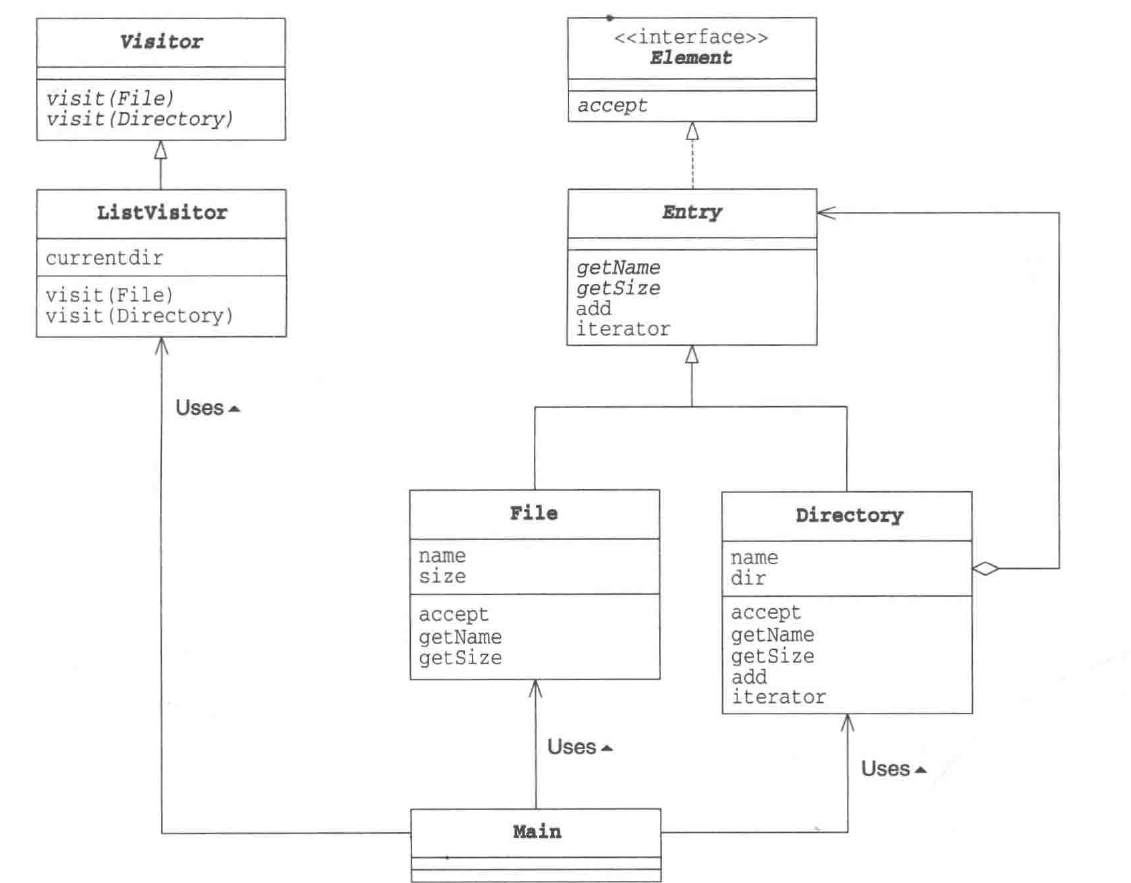 Visitor
visit(File)
visit(Directory)
<<interface>>
Element
accept
ListVisitor
currentdir
visit(File)
visit(Directory)
Entry
getName
getSize
add
iterator
Uses
File
name
size
accept
getName
getSize
Directory
name
dir
accept
getName
getSize
add
iterator
Uses
Uses
Main